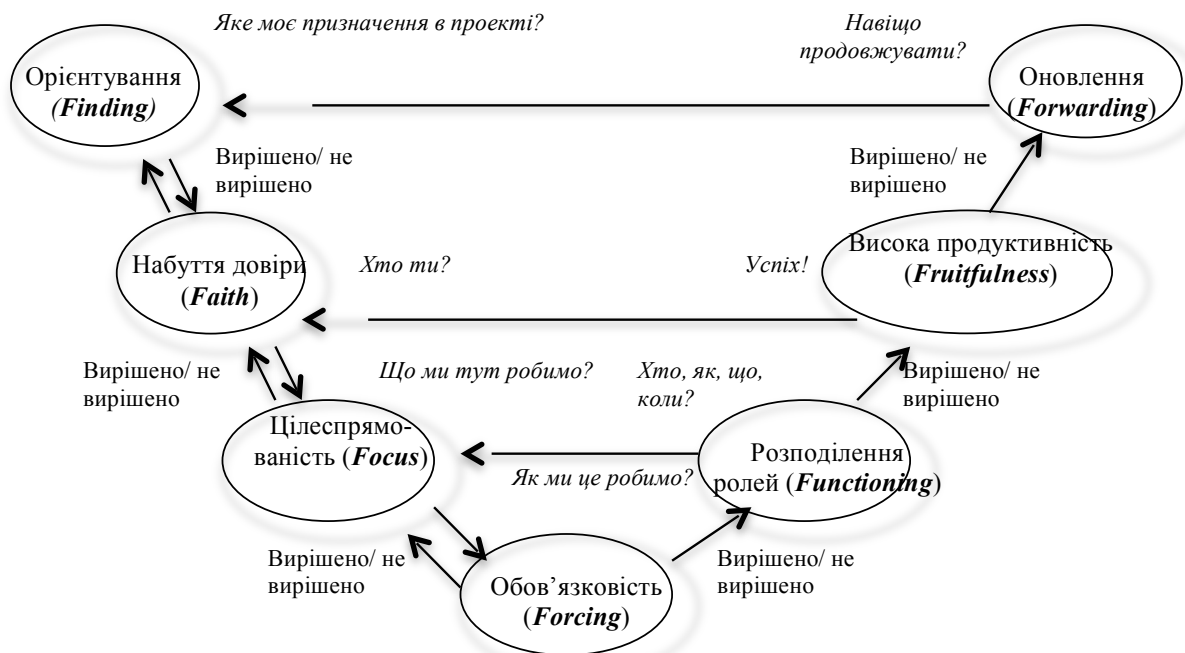 Яке моє призначення в проекті?
Навіщо
продовжувати?
Орієнтування
(Finding)
Оновлення
(Forwarding)
Вирішено/ не
вирішено
Вирішено/ не
вирішено
Набуття довіри
(Faith)
Хто ти?
Успіх!
Висока продуктивність
(Fruitfulness)
Вирішено/ не
вирішено
Що ми тут робимо?
Хто, як, що,
коли?
Вирішено/ не
вирішено
Цілеспрямо-
ваність (Focus)
Як ми це робимо?
Розподілення
ролей (Functioning)
Вирішено/ не
вирішено
Обов’язковість
(Forcing)
Вирішено/ не
вирішено